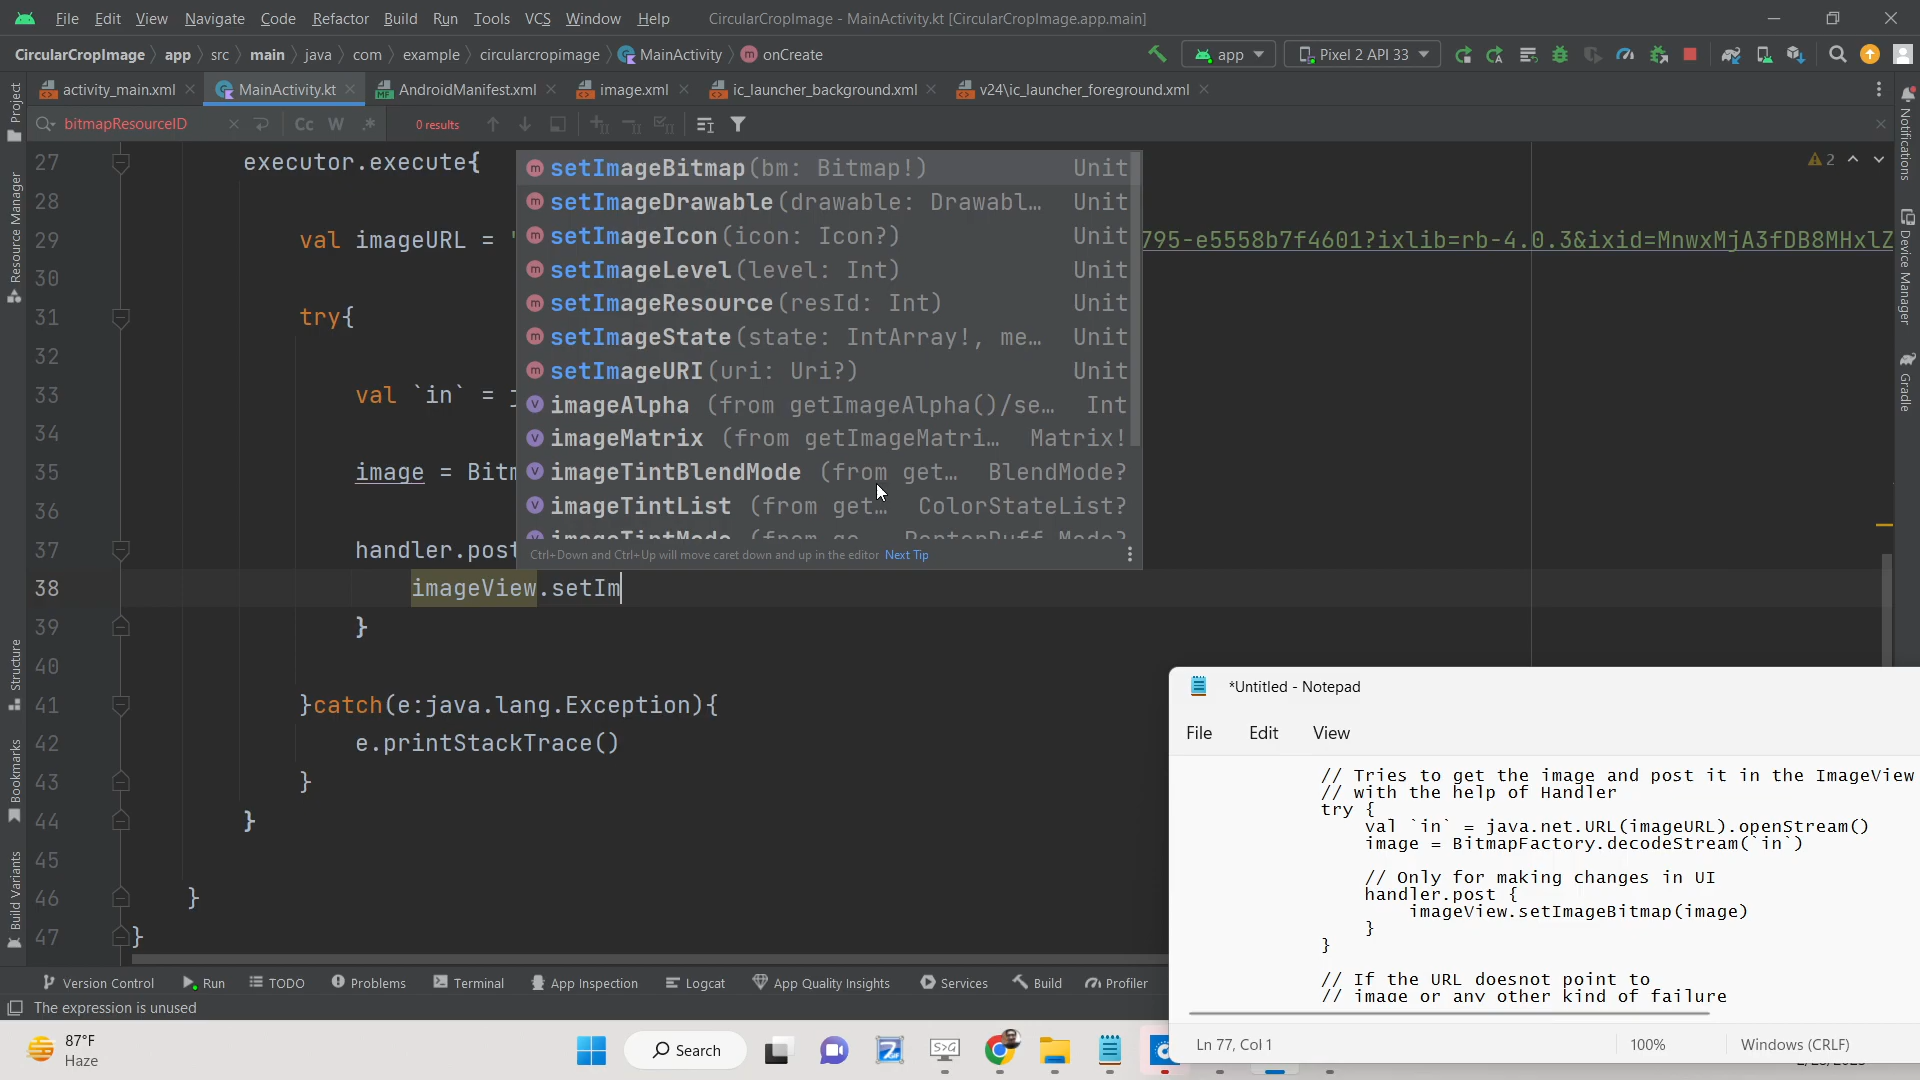 File Edit View Navigate Code Refactor Build Run Tools VCS Window Help CircularCropImage - MainActivity.kt [CircularCropImage.app.main]
CircularCropImage app src main java com example circularcropimage MainActivity onCreate app Pixel 2 API 33
activity_main.xml MainActivity.kt AndroidManifest.xml image.xml ic_launcher_background.xml v24\ic_launcher_foreground.xml
bitmapResourceID Cc W .* 0 results
27 executor.execute{
28
29 val imageURL = " 795-e5558b7f4601?ixlib=rb-4.0.3&ixid=MnwxMjA3fDB8MHxlZ
30
31 try{
32
33 val `in` = j
34
35 image = Bitm
36
37 handler.post
38 imageView.setIm
39 }
40
41 }catch(e:java.lang.Exception){
42 e.printStackTrace()
43 }
44 }
45
46 }
47 }
2
setImageBitmap(bm: Bitmap!) Unit
setImageDrawable(drawable: Drawabl… Unit
setImageIcon(icon: Icon?) Unit
setImageLevel(level: Int) Unit
setImageResource(resId: Int) Unit
setImageState(state: IntArray!, me… Unit
setImageURI(uri: Uri?) Unit
imageAlpha (from getImageAlpha()/se… Int
imageMatrix (from getImageMatri… Matrix!
imageTintBlendMode (from get… BlendMode?
imageTintList (from get… ColorStateList?
imageTintMode (from ge… PorterDuff.Mode?
Ctrl+Down and Ctrl+Up will move caret down and up in the editor Next Tip
Project
Resource Manager
Structure
Bookmarks
Build Variants
Notifications
Device Manager
Gradle
*Untitled - Notepad
File Edit View
// Tries to get the image and post it in the ImageView
// with the help of Handler
try {
val `in` = java.net.URL(imageURL).openStream()
image = BitmapFactory.decodeStream(`in`)
// Only for making changes in UI
handler.post {
imageView.setImageBitmap(image)
}
}
// If the URL doesnot point to
// image or any other kind of failure
Ln 77, Col 1 100% Windows (CRLF)
Version Control Run TODO Problems Terminal App Inspection Logcat App Quality Insights Services Build Profiler
The expression is unused
87°F
Haze
Search